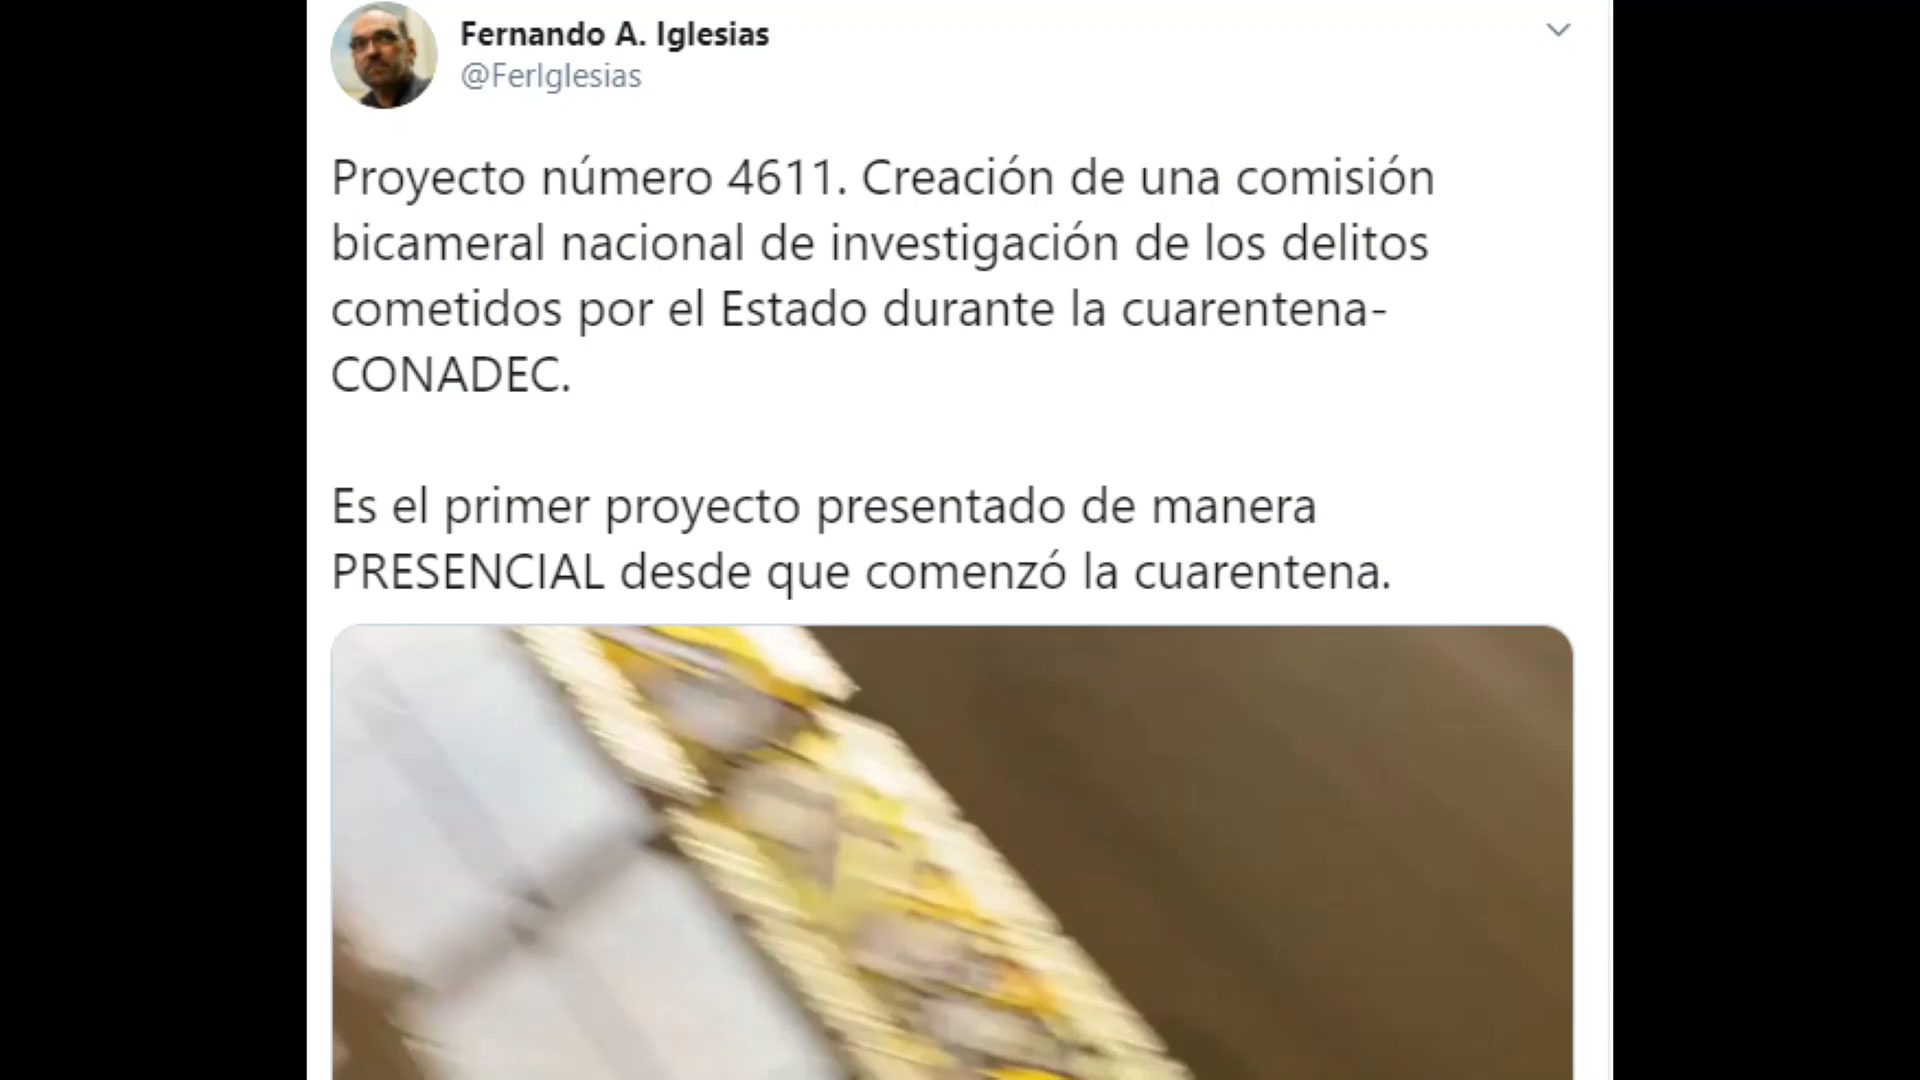 Fernando A. Iglesias
@FerIglesias
Proyecto número 4611. Creación de una comisión
bicameral nacional de investigación de los delitos
cometidos por el Estado durante la cuarentena-
CONADEC.
Es el primer proyecto presentado de manera
PRESENCIAL desde que comenzó la cuarentena.